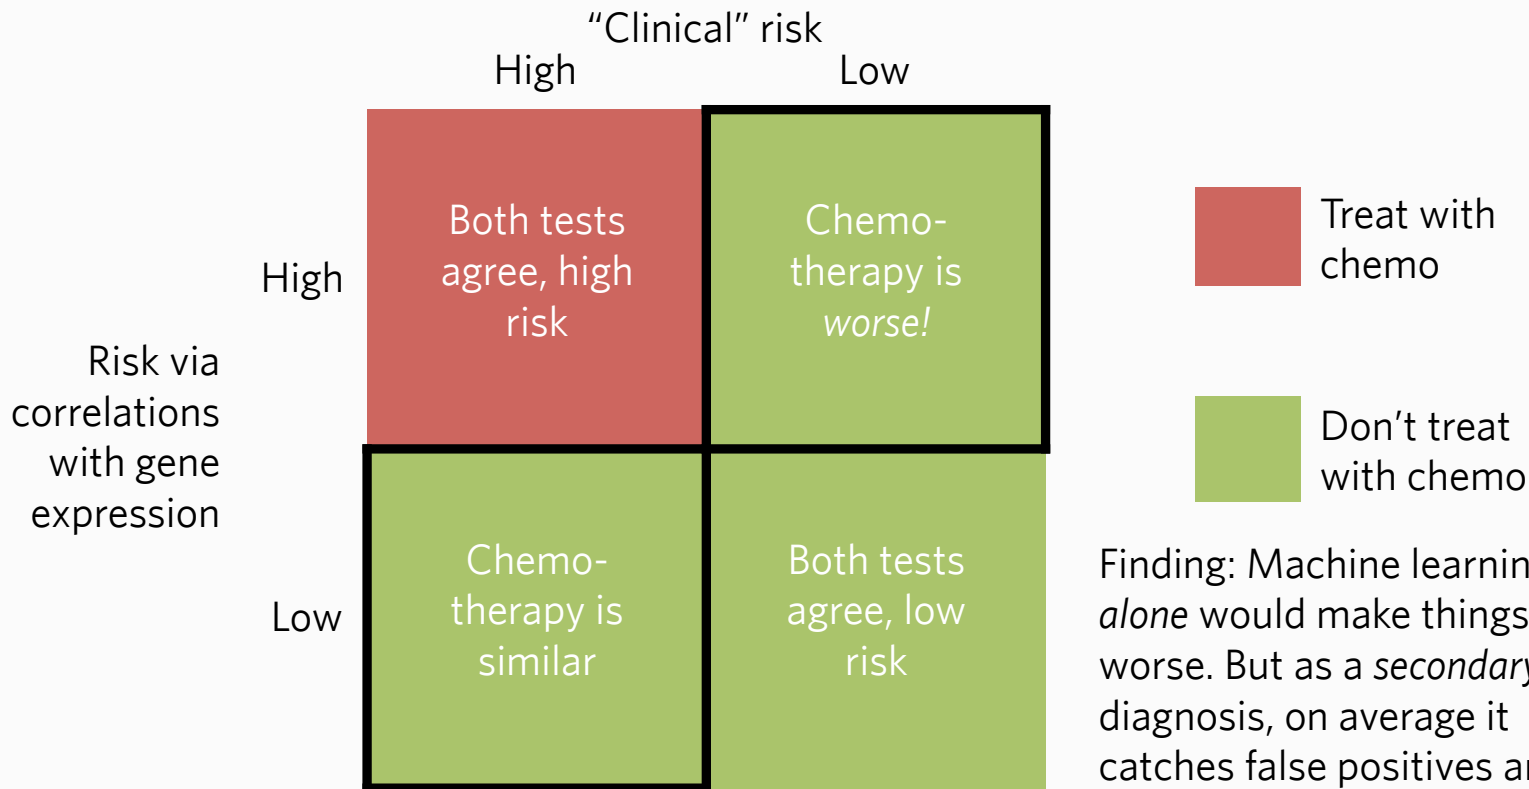 “Clinical” risk
High
Low
High
Both tests
agree, high
risk
Chemo-
therapy is
worse!
Risk via
correlations
with gene
expression
Low
Chemo-
therapy is
similar
Both tests
agree, low
risk
Treat with
chemo
Don’t treat
with chemo
Finding: Machine
alone would make things
worse. But as a
diagnosis, on average it
catches false positives